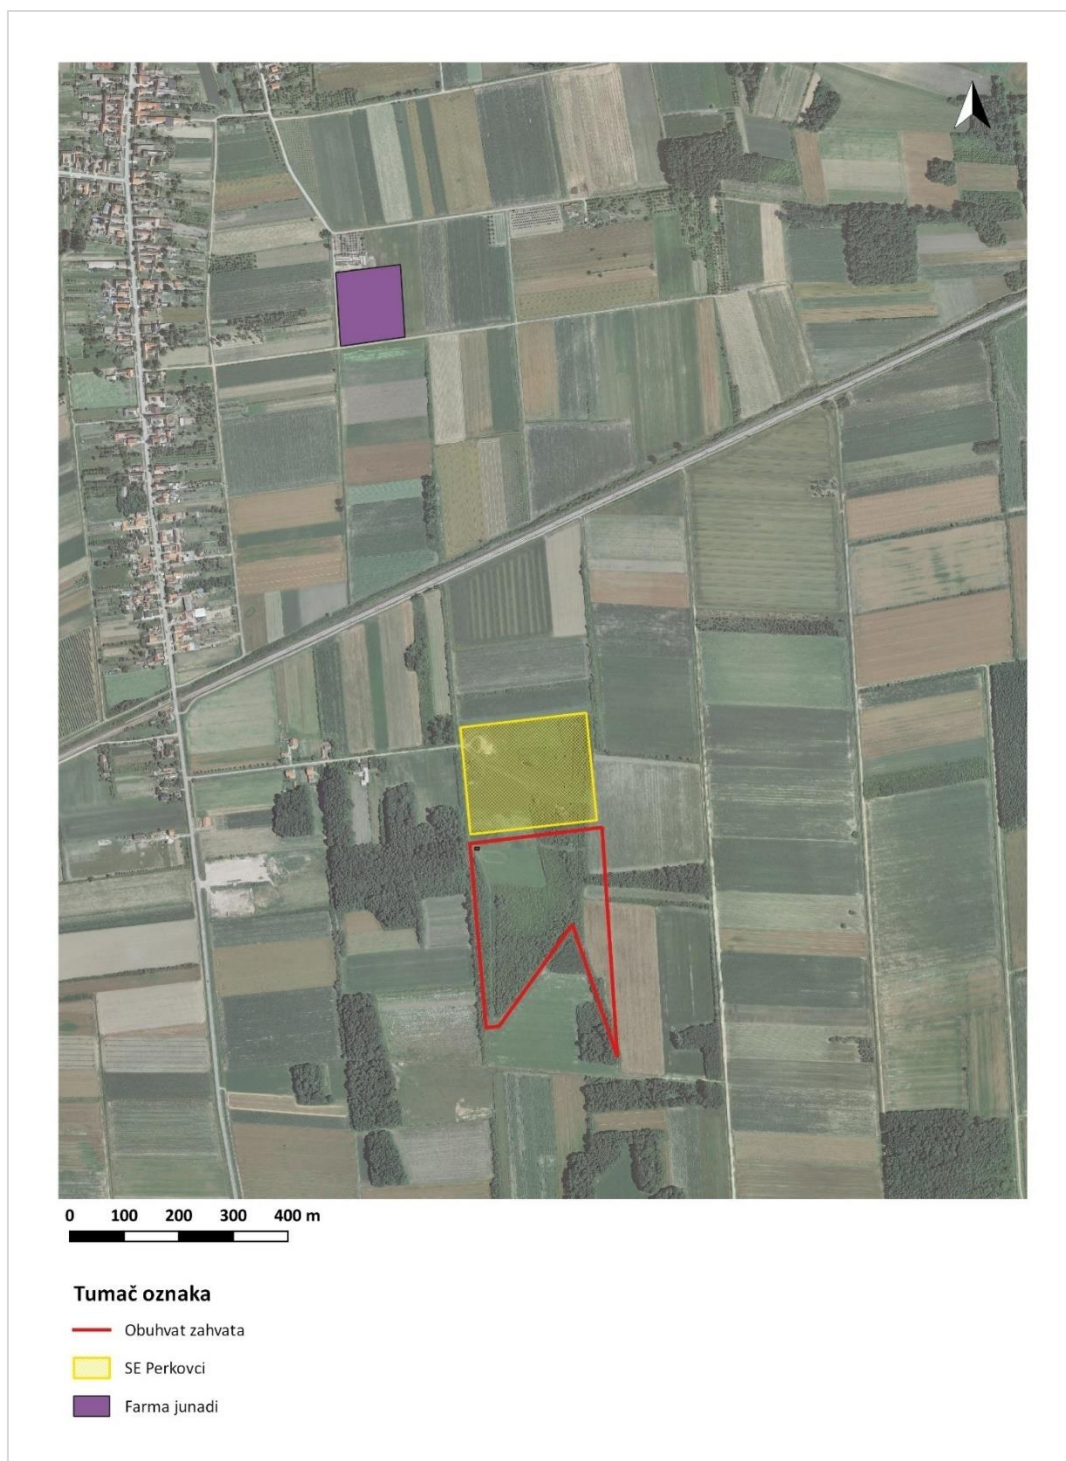 0 100 200 300 400 m
Tumač oznaka
Obuhvat zahvata
SE Perkovci
Farma junadi